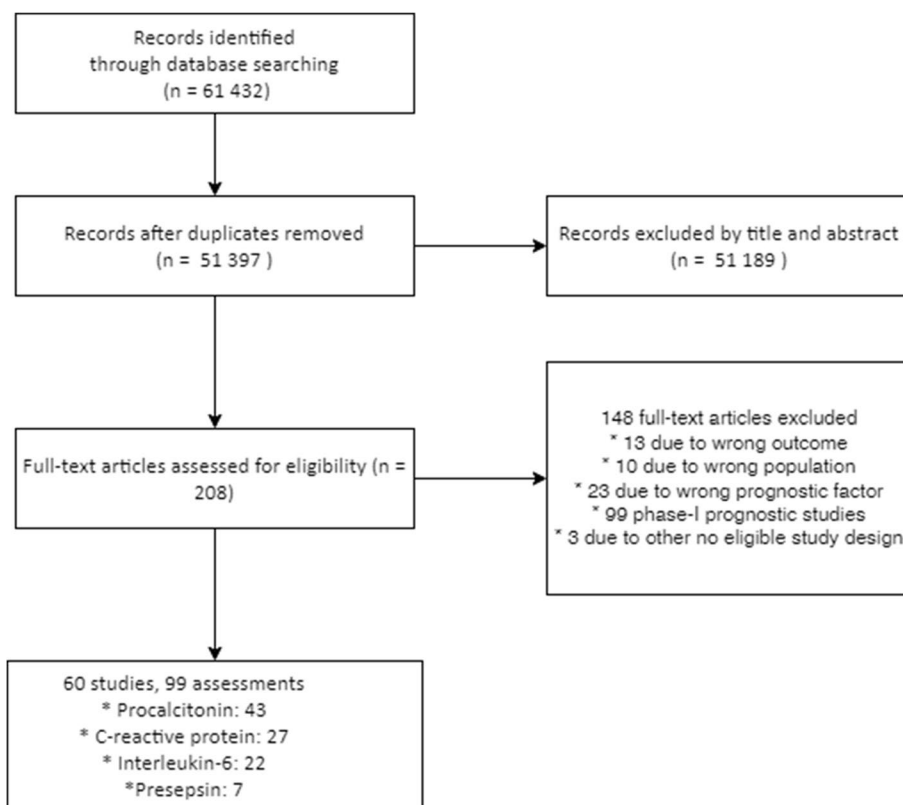 Records identified
through database searching
(n = 61 432)
Records after duplicates removed
(n = 51 397 )
Records excluded by title and abstract
(n = 51 189 )
Full-text articles assessed for eligibility (n =
208)
148 full-text articles excluded
* 13 due to wrong outcome
* 10 due to wrong population
* 23 due to wrong prognostic factor
* 99 phase-I prognostic studies
* 3 due to other no eligible study design
60 studies, 99 assessments
* Procalcitonin: 43
* C-reactive protein: 27
* Interleukin-6: 22
*Presepsin: 7